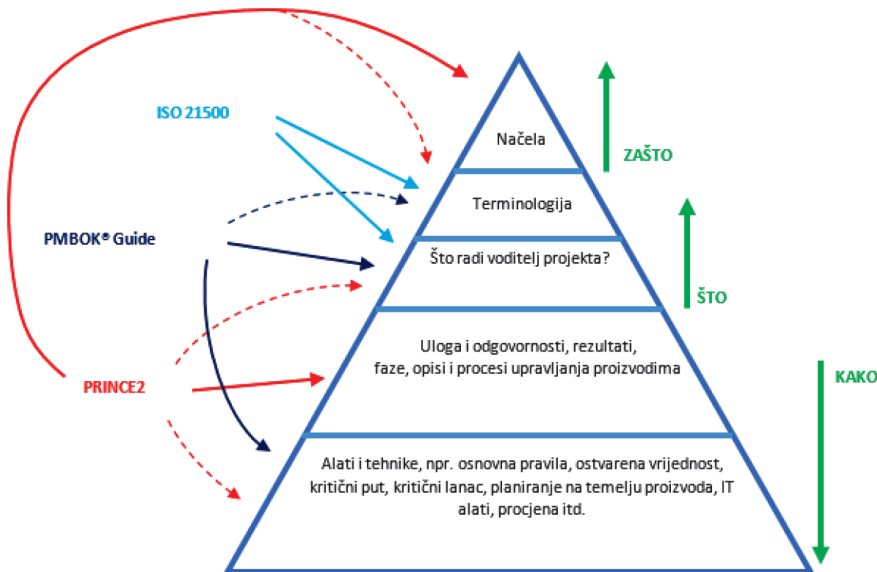 ISO 21500
PMBOK® Guide
PRINCE2
Načela
Terminologija
Što radi voditelj projekta?
Uloga i odgovornosti, rezultati,
faze, opisi i procesi upravljanja proizvodima
Alati i tehnike, npr. osnovna pravila, ostvarena vrijednost,
kritični put, kritični lanac, planiranje na temelju proizvoda, IT
alati, procjena itd.
ZAŠTO
ŠTO
KAKO